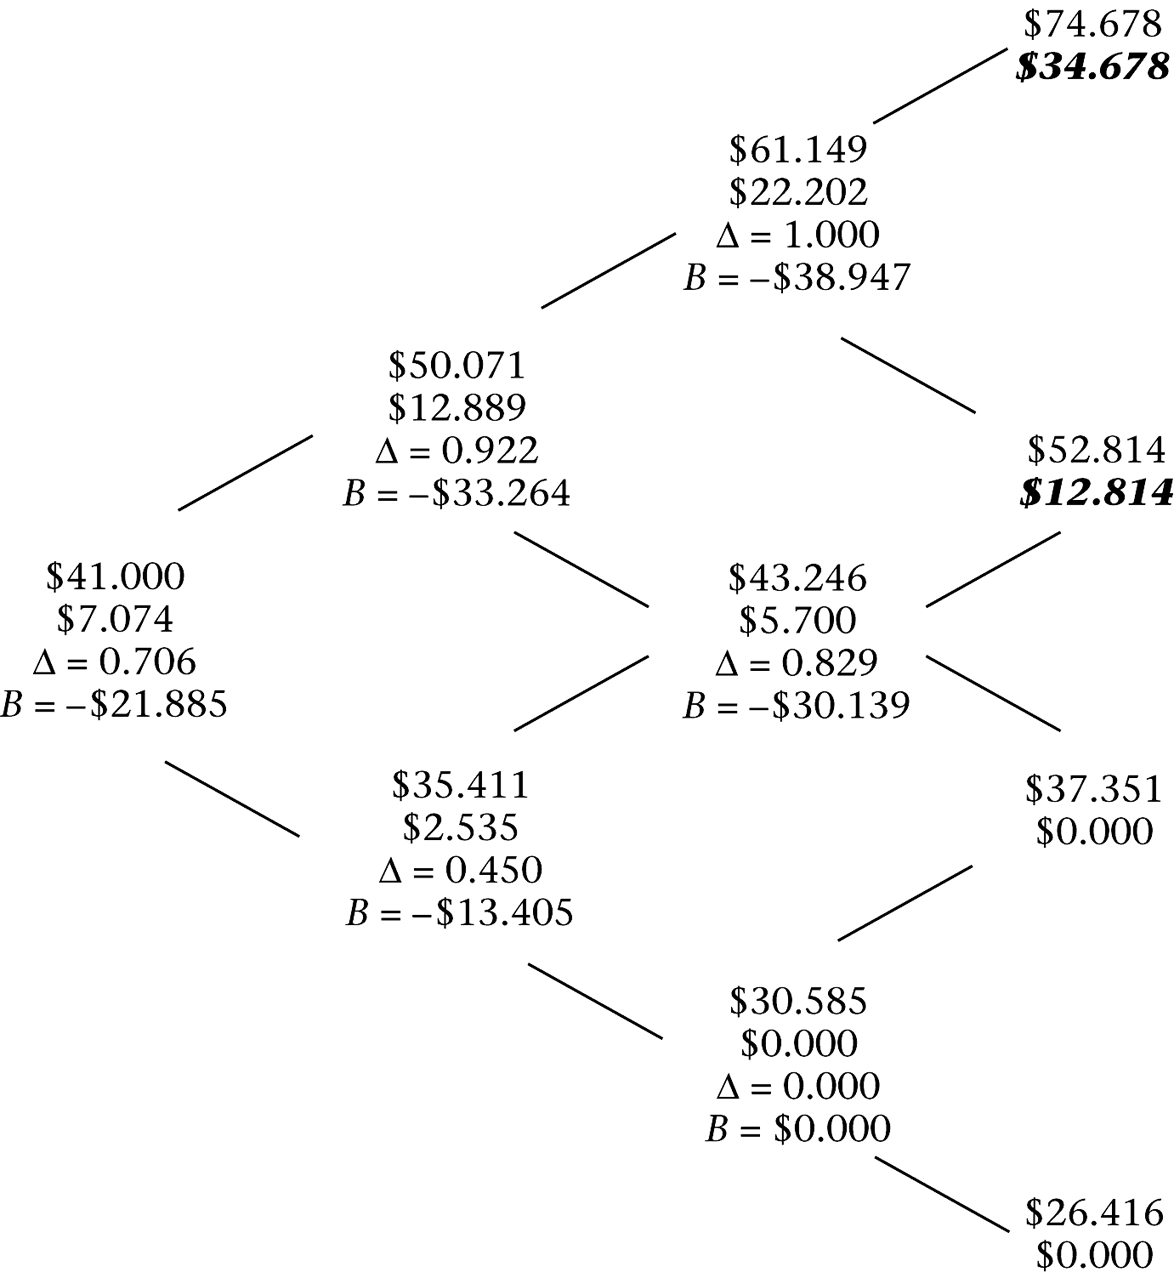 $74.678
$34.678
$61.149
$22.202
Δ = 1.000
B = –$38.947
$50.071
$12.889
Δ = 0.922
B = –$33.264
$52.814
$12.814
$41.000
$7.074
Δ = 0.706
B = –$21.885
$43.246
$5.700
Δ = 0.829
B = –$30.139
$35.411
$2.535
Δ = 0.450
B = –$13.405
$37.351
$0.000
$30.585
$0.000
Δ = 0.000
B = $0.000
$26.416
$0.000